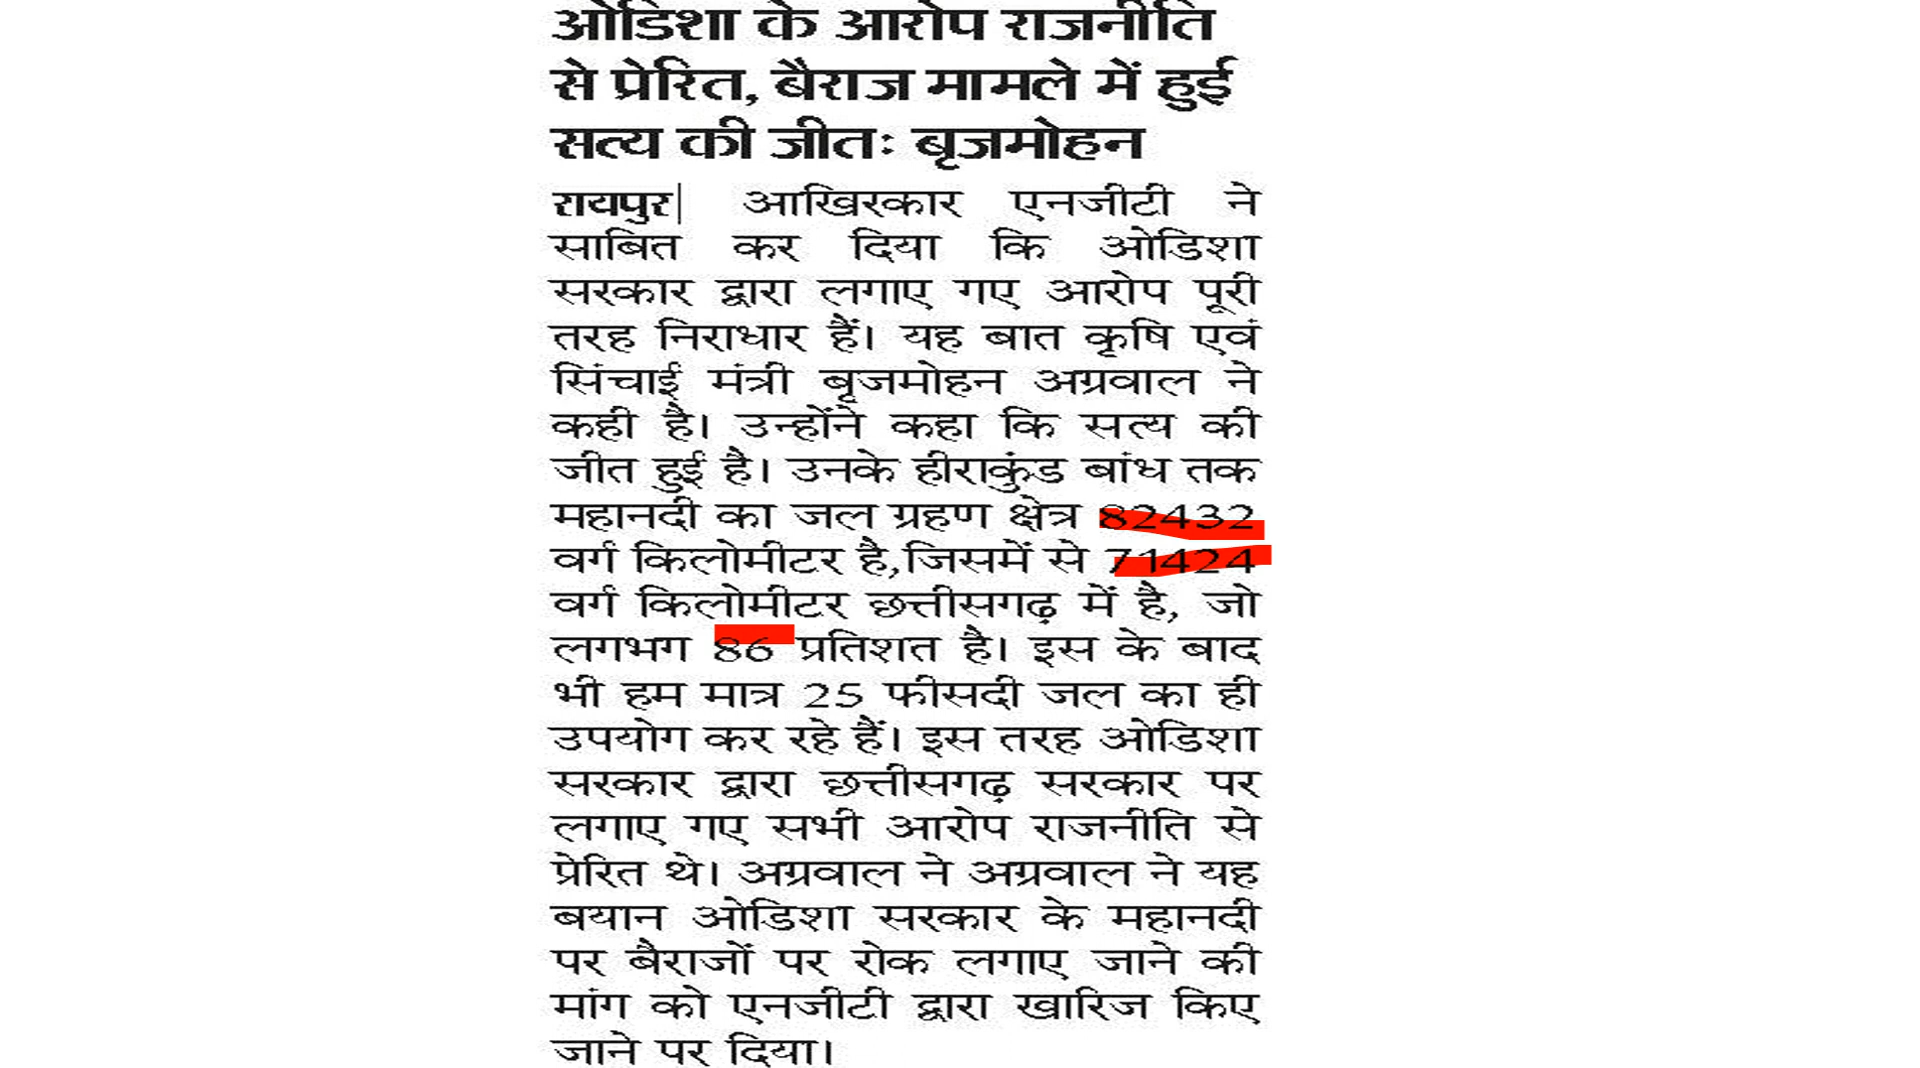 ओडिशा के आरोप राजनीति
से प्रेरित, बैराज मामले में हुई
सत्य की जीतः बृजमोहन
रायपुर| आखिरकार एनजीटी ने
साबित कर दिया कि ओडिशा
सरकार द्वारा लगाए गए आरोप पूरी
तरह निराधार हैं। यह बात कृषि एवं
सिंचाई मंत्री बृजमोहन अग्रवाल ने
कही है। उन्होंने कहा कि सत्य की
जीत हुई है। उनके हीराकुंड बांध तक
महानदी का जल ग्रहण क्षेत्र 82432
वर्ग किलोमीटर है,जिसमें से 71424
वर्ग किलोमीटर छत्तीसगढ़ में है, जो
लगभग 86 प्रतिशत है। इस के बाद
भी हम मात्र 25 फीसदी जल का ही
उपयोग कर रहे हैं। इस तरह ओडिशा
सरकार द्वारा छत्तीसगढ़ सरकार पर
लगाए गए सभी आरोप राजनीति से
प्रेरित थे। अग्रवाल ने अग्रवाल ने यह
बयान ओडिशा सरकार के महानदी
पर बैराजों पर रोक लगाए जाने की
मांग को एनजीटी द्वारा खारिज किए
जाने पर दिया।